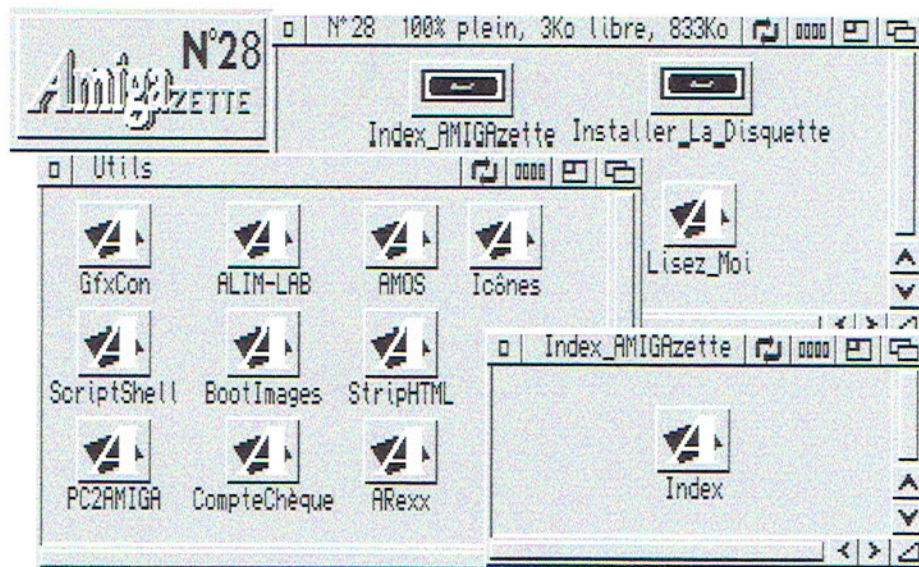 N°28
AmigaZETTE
N°28 100% plein, 3Ko libre, 833Ko
Index_AMIGAzette Installer_La_Disquette
Lisez_Moi
Utils
GfxCon ALIM-LAB AMOS Icônes
ScriptShell BootImages StripHTML
PC2AMIGA CompteChèque ARexx
Index_AMIGAzette
Index